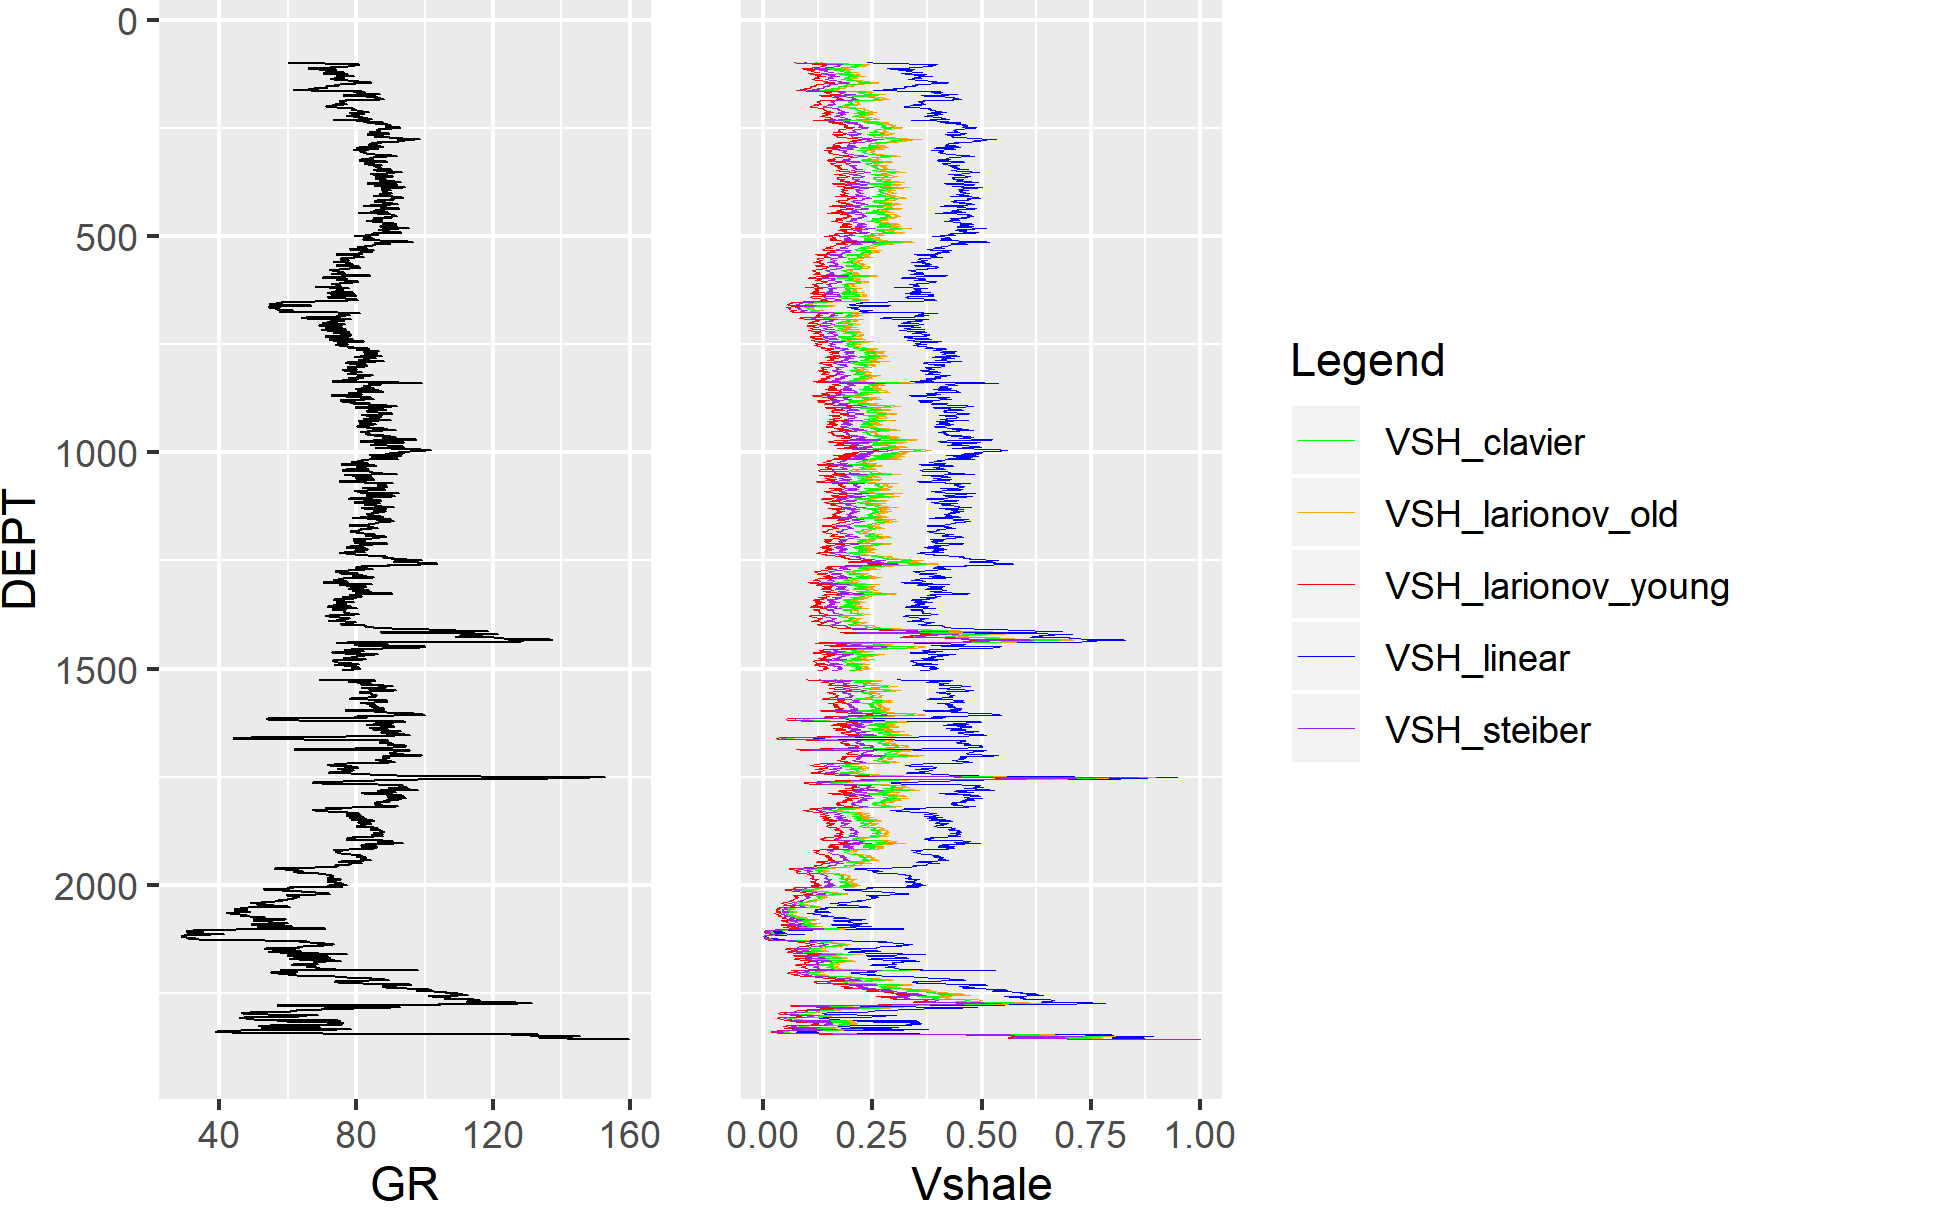 DEPT
0
500
1000
1500
2000
40 80 120 160
GR
0.00 0.25 0.50 0.75 1.00
Vshale
Legend
VSH_clavier
VSH_larionov_old
VSH_larionov_young
VSH_linear
VSH_steiber